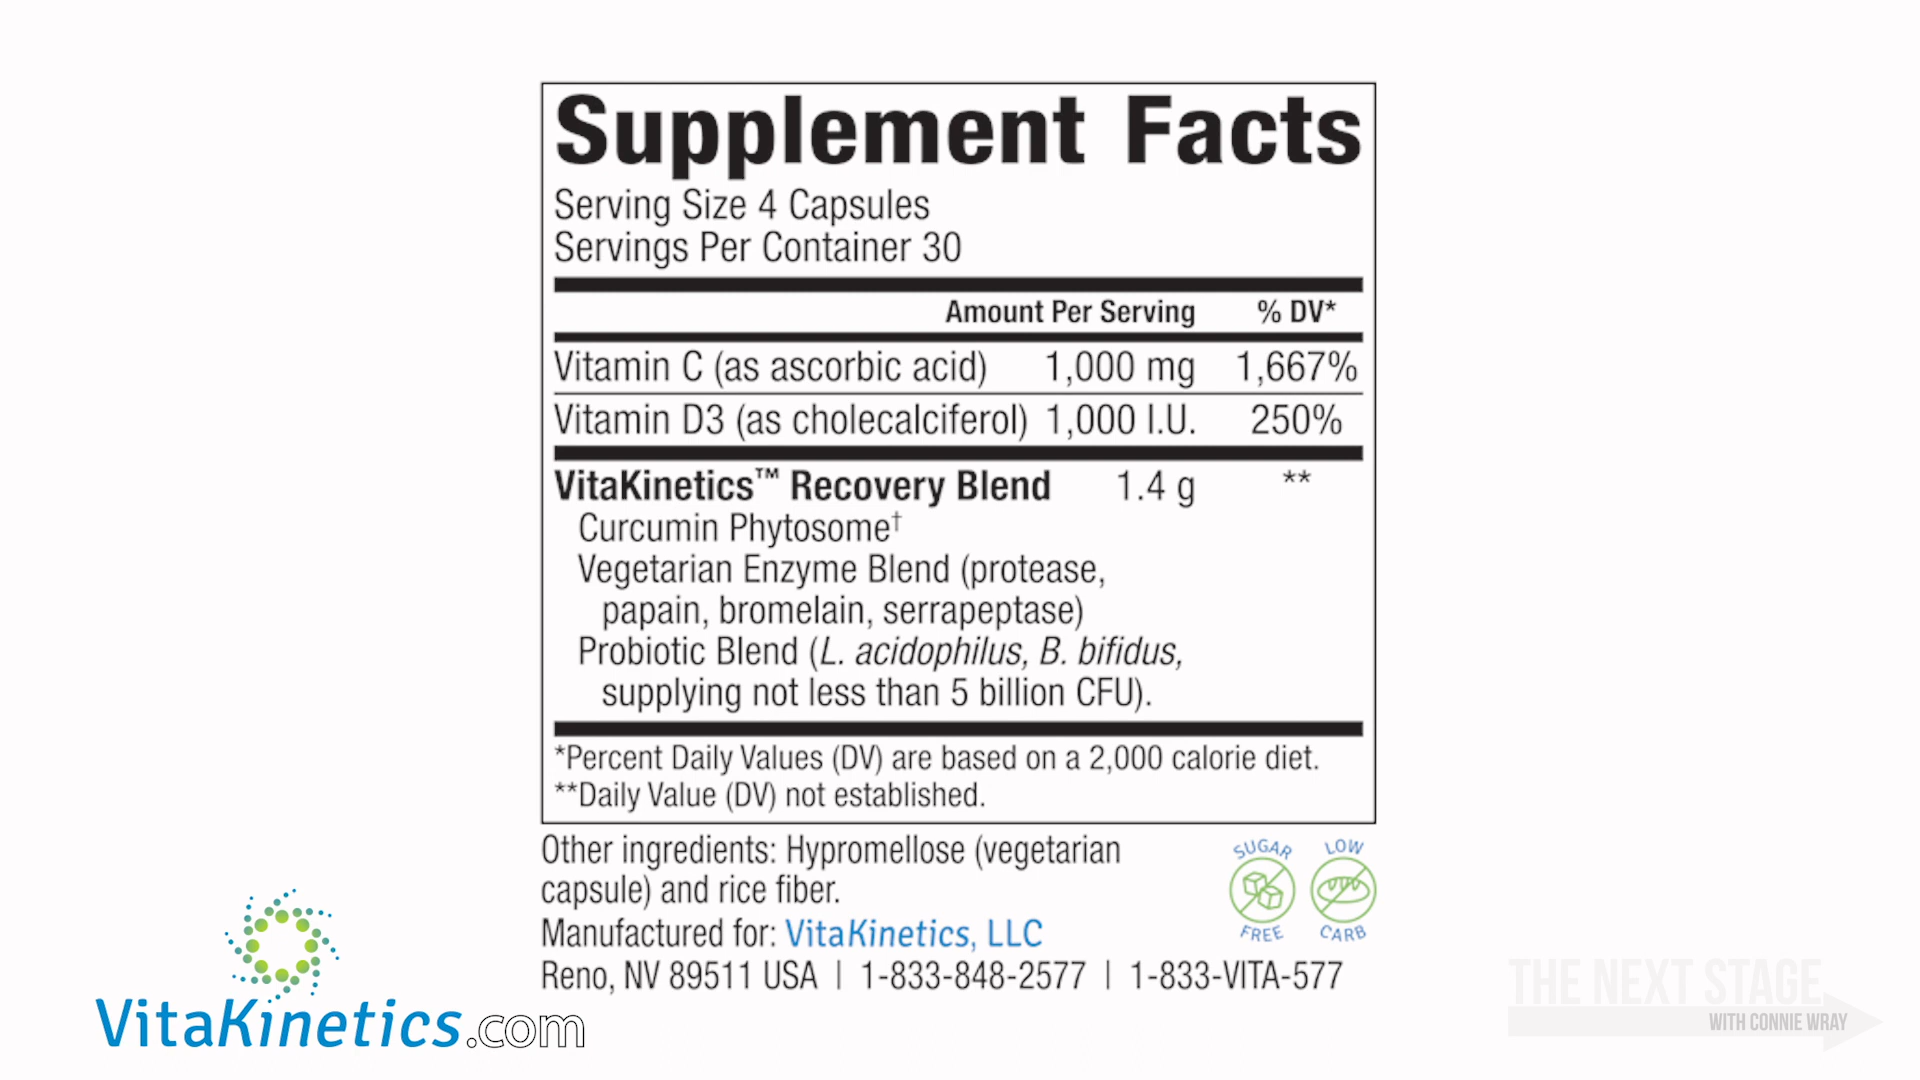 Supplement Facts
Serving Size 4 Capsules
Servings Per Container 30
Amount Per Serving % DV*
Vitamin C (as ascorbic acid) 1,000 mg 1,667%
Vitamin D3 (as cholecalciferol) 1,000 I.U. 250%
VitaKinetics™ Recovery Blend 1.4 g **
Curcumin Phytosome†
Vegetarian Enzyme Blend (protease,
papain, bromelain, serrapeptase)
Probiotic Blend (L. acidophilus, B. bifidus,
supplying not less than 5 billion CFU).
*Percent Daily Values (DV) are based on a 2,000 calorie diet.
**Daily Value (DV) not established.
Other ingredients: Hypromellose (vegetarian
capsule) and rice fiber.
Manufactured for: VitaKinetics, LLC
Reno, NV 89511 USA | 1-833-848-2577 | 1-833-VITA-577
SUGAR
FREE
LOW
CARB
VitaKinetics.com
THE NEXT STAGE
WITH CONNIE WRAY